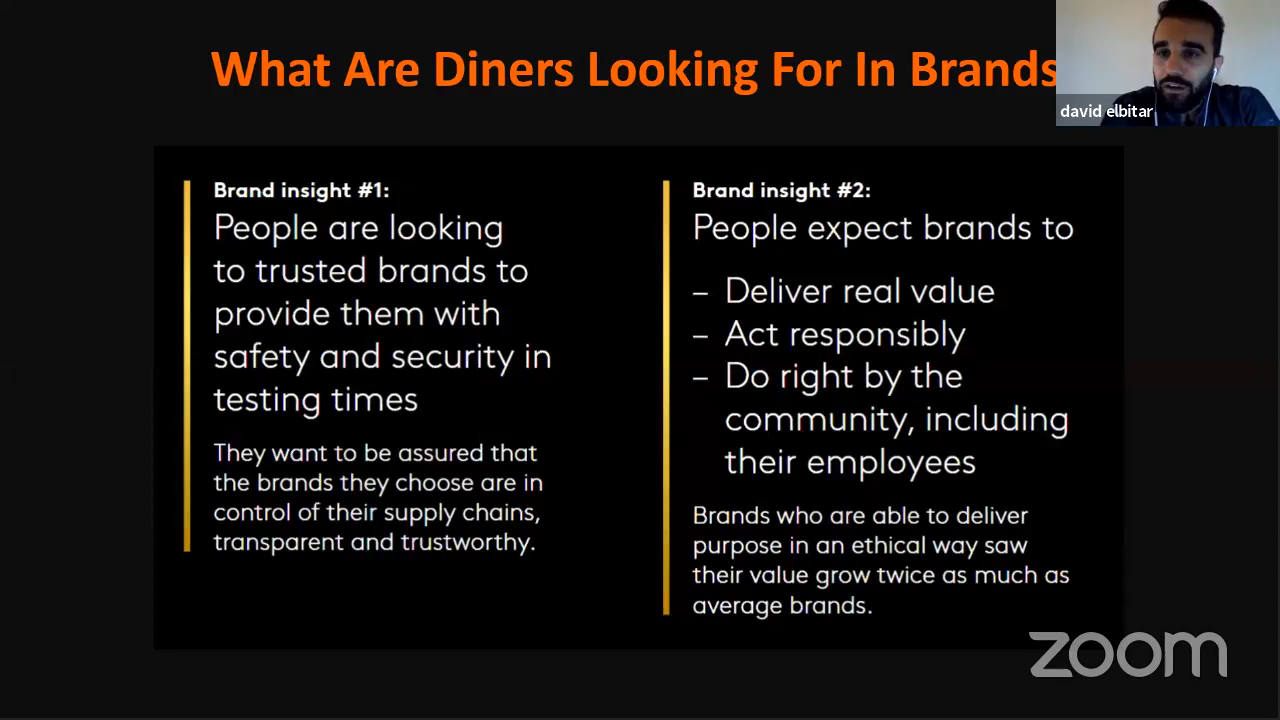 What Are Diners Looking For In Brands
david elbitar
Brand insight #1:
People are looking
to trusted brands to
provide them with
safety and security in
testing times
They want to be assured that
the brands they choose are in
control of their supply chains,
transparent and trustworthy.
Brand insight #2:
People expect brands to
– Deliver real value
– Act responsibly
– Do right by the
community, including
their employees
Brands who are able to deliver
purpose in an ethical way saw
their value grow twice as much as
average brands.
zoom